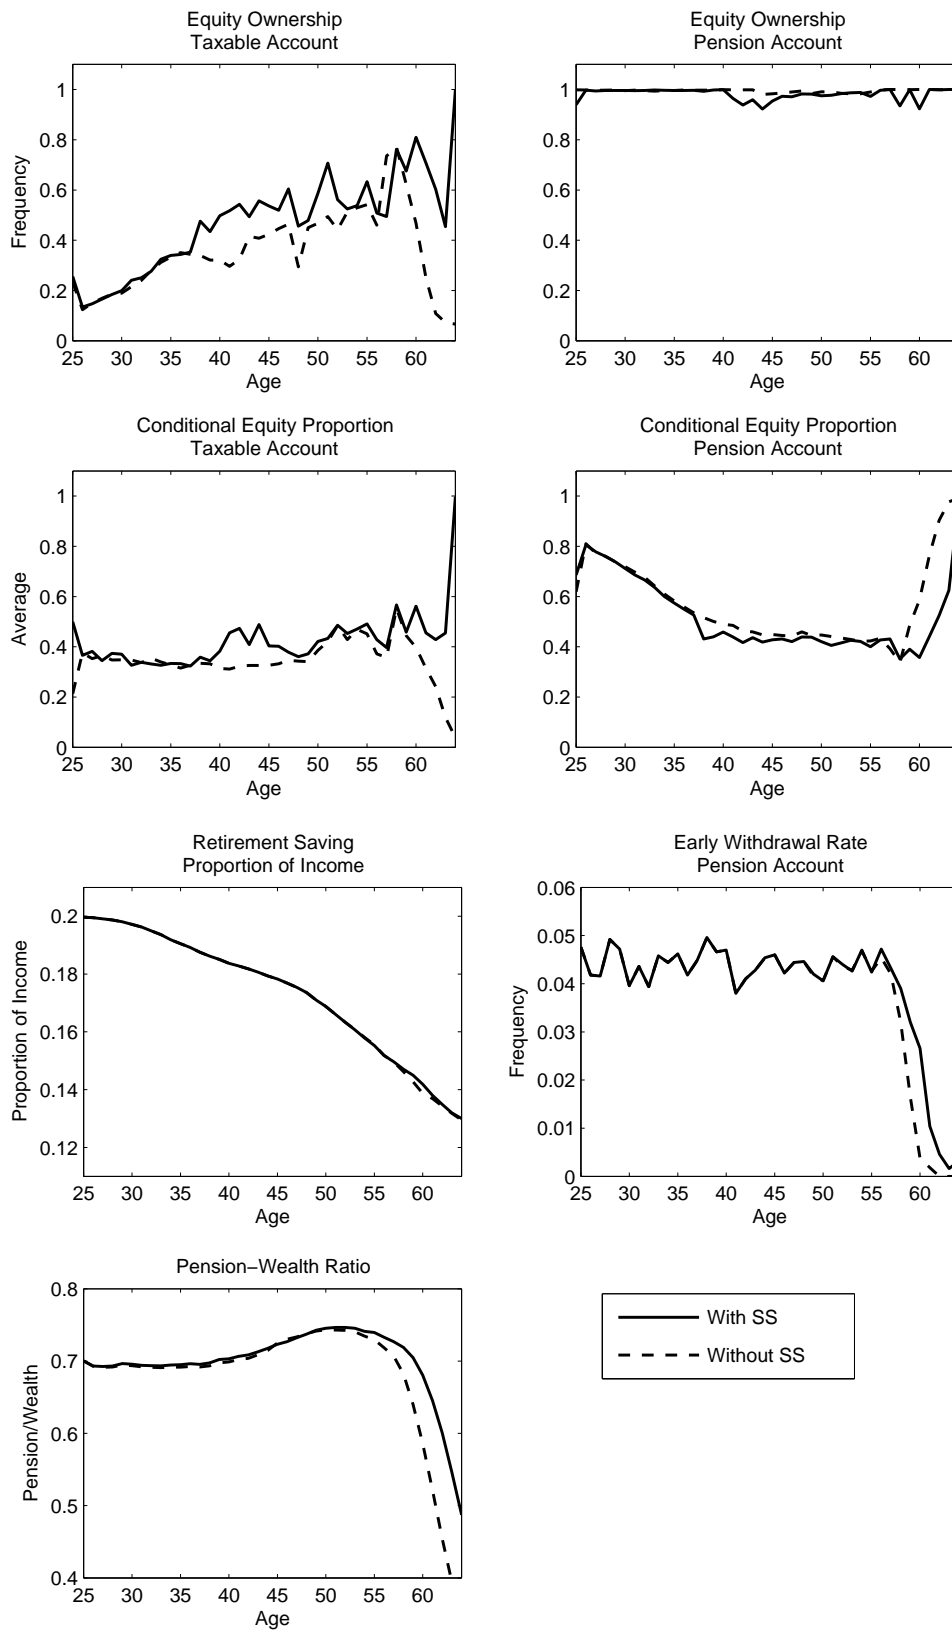 Equity Ownership
Taxable Account
Frequency
1
0.8
0.6
0.4
0.2
0
25 30 35 40 45 50 55 60
Age
Equity Ownership
Pension Account
1
0.8
0.6
0.4
0.2
0
25 30 35 40 45 50 55 60
Age
Conditional Equity Proportion
Taxable Account
Average
1
0.8
0.6
0.4
0.2
0
25 30 35 40 45 50 55 60
Age
Conditional Equity Proportion
Pension Account
1
0.8
0.6
0.4
0.2
0
25 30 35 40 45 50 55 60
Age
Retirement Saving
Proportion of Income
Proportion of Income
0.2
0.18
0.16
0.14
0.12
25 30 35 40 45 50 55 60
Age
Early Withdrawal Rate
Pension Account
Frequency
0.06
0.05
0.04
0.03
0.02
0.01
0
25 30 35 40 45 50 55 60
Age
Pension−Wealth Ratio
Pension/Wealth
0.8
0.7
0.6
0.5
0.4
25 30 35 40 45 50 55 60
Age
With SS
Without SS